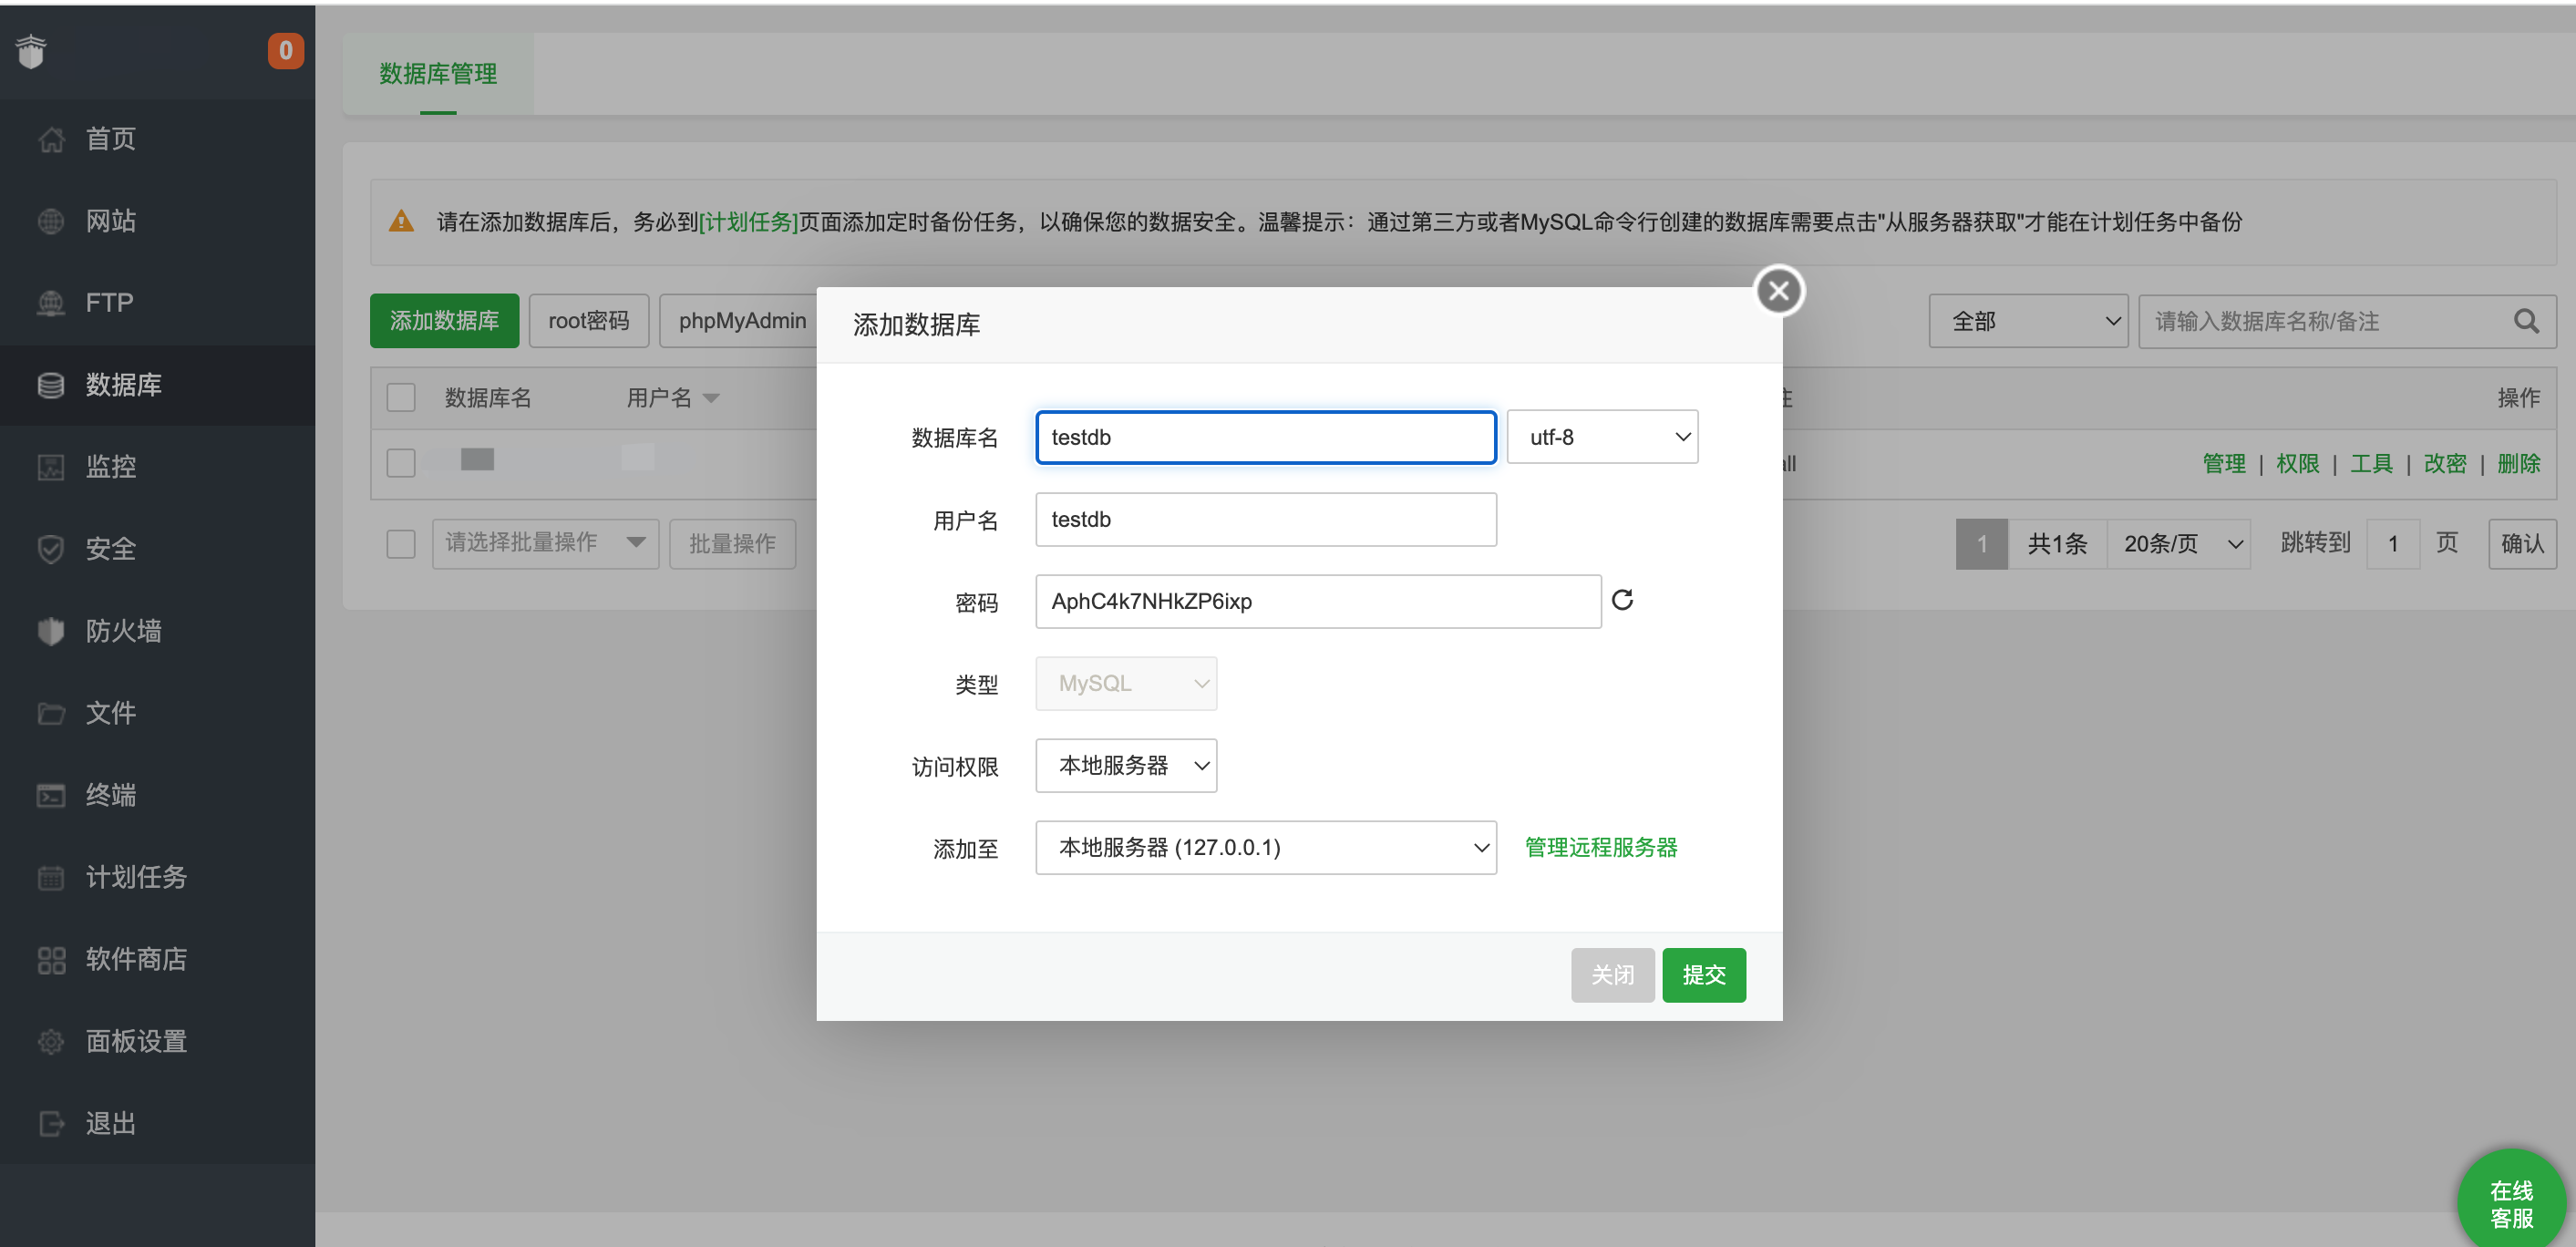 0
首页
网站
FTP
数据库
监控
安全
防火墙
文件
终端
计划任务
软件商店
面板设置
退出
数据库管理
请在添加数据库后，务必到[计划任务]页面添加定时备份任务，以确保您的数据安全。温馨提示：通过第三方或者MySQL命令行创建的数据库需要点击"从服务器获取"才能在计划任务中备份
添加数据库 root密码 phpMyAdmin 全部 请输入数据库名称/备注
数据库名 用户名 操作
管理 | 权限 | 工具 | 改密 | 删除
请选择批量操作 批量操作 1 共1条 20条/页 跳转到 1 页 确认
添加数据库
数据库名 testdb utf-8
用户名 testdb
密码 AphC4k7NHkZP6ixp
类型 MySQL
访问权限 本地服务器
添加至 本地服务器 (127.0.0.1) 管理远程服务器
关闭 提交
在线
客服